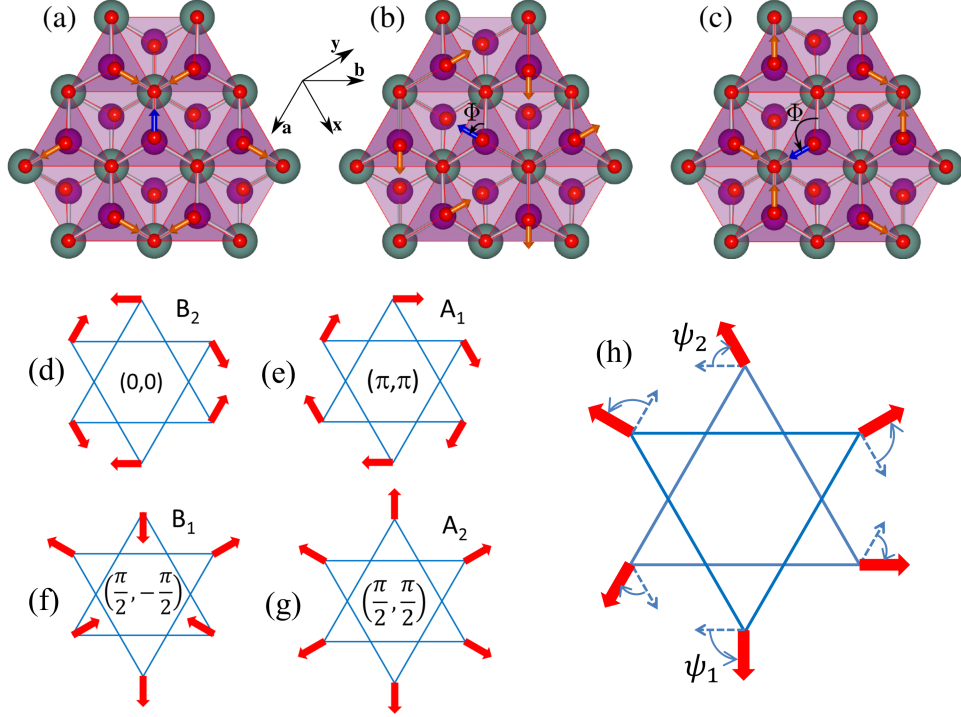 (a)
y
b
a
x
(b)
Φ
(c)
Φ
(d)
B₂
(0,0)
(e)
A₁
(π,π)
(f)
B₁
(π/2,-π/2)
(g)
A₂
(π/2,π/2)
(h)
ψ₂
ψ₁